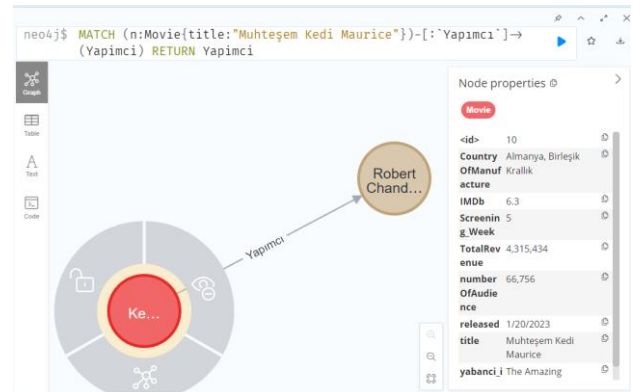 neo4j$ MATCH (n:Movie{title:"Muhteşem Kedi Maurice"})-[:`Yapımcı`]→
(Yapimci) RETURN Yapimci
Graph
Table
Text
Code
Robert
Chand…
Yapımcı
Ke…
Node properties
Movie
<id> 10
Country Almanya, Birleşik
OfManuf Krallık
acture
IMDb 6.3
Screenin 5
g_Week
TotalRev 4,315,434
enue
number 66,756
OfAudie
nce
released 1/20/2023
title Muhteşem Kedi
Maurice
yabanci_i The Amazing